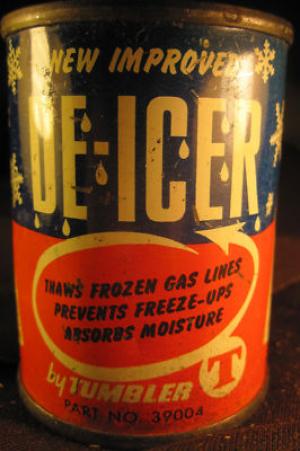 NEW IMPROVED
DE-ICER
THAWS FROZEN GAS LINES
PREVENTS FREEZE-UPS
ABSORBS MOISTURE
by TUMBLER T
PART NO. 39004